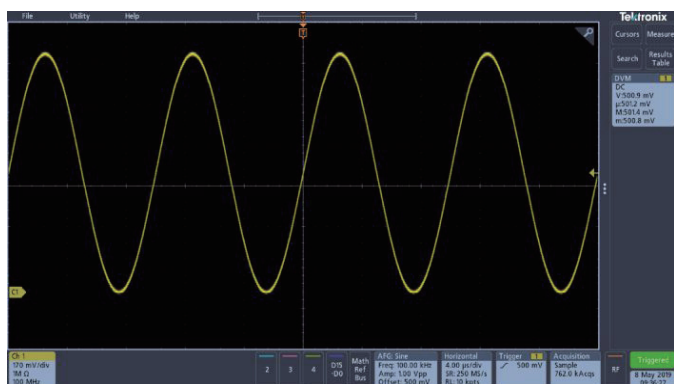 File Utility Help
Tektronix
Cursors Measure
Search Results Table
DVM 1
DC
V:500.9 mV
µ:501.2 mV
M:501.4 mV
m:500.8 mV
T
C1
Ch 1
170 mV/div
1M Ω
100 MHz
2
3
4
D15
-D0
Math
Ref
Bus
AFG: Sine
Freq: 100.00 kHz
Amp: 1.00 Vpp
Offset: 500 mV
Horizontal
4.00 µs/div
SR: 250 MS/s
RL: 10 kpts
Trigger 1
500 mV
Acquisition
Sample
762.0 kAcqs
RF
Triggered
8 May 2019